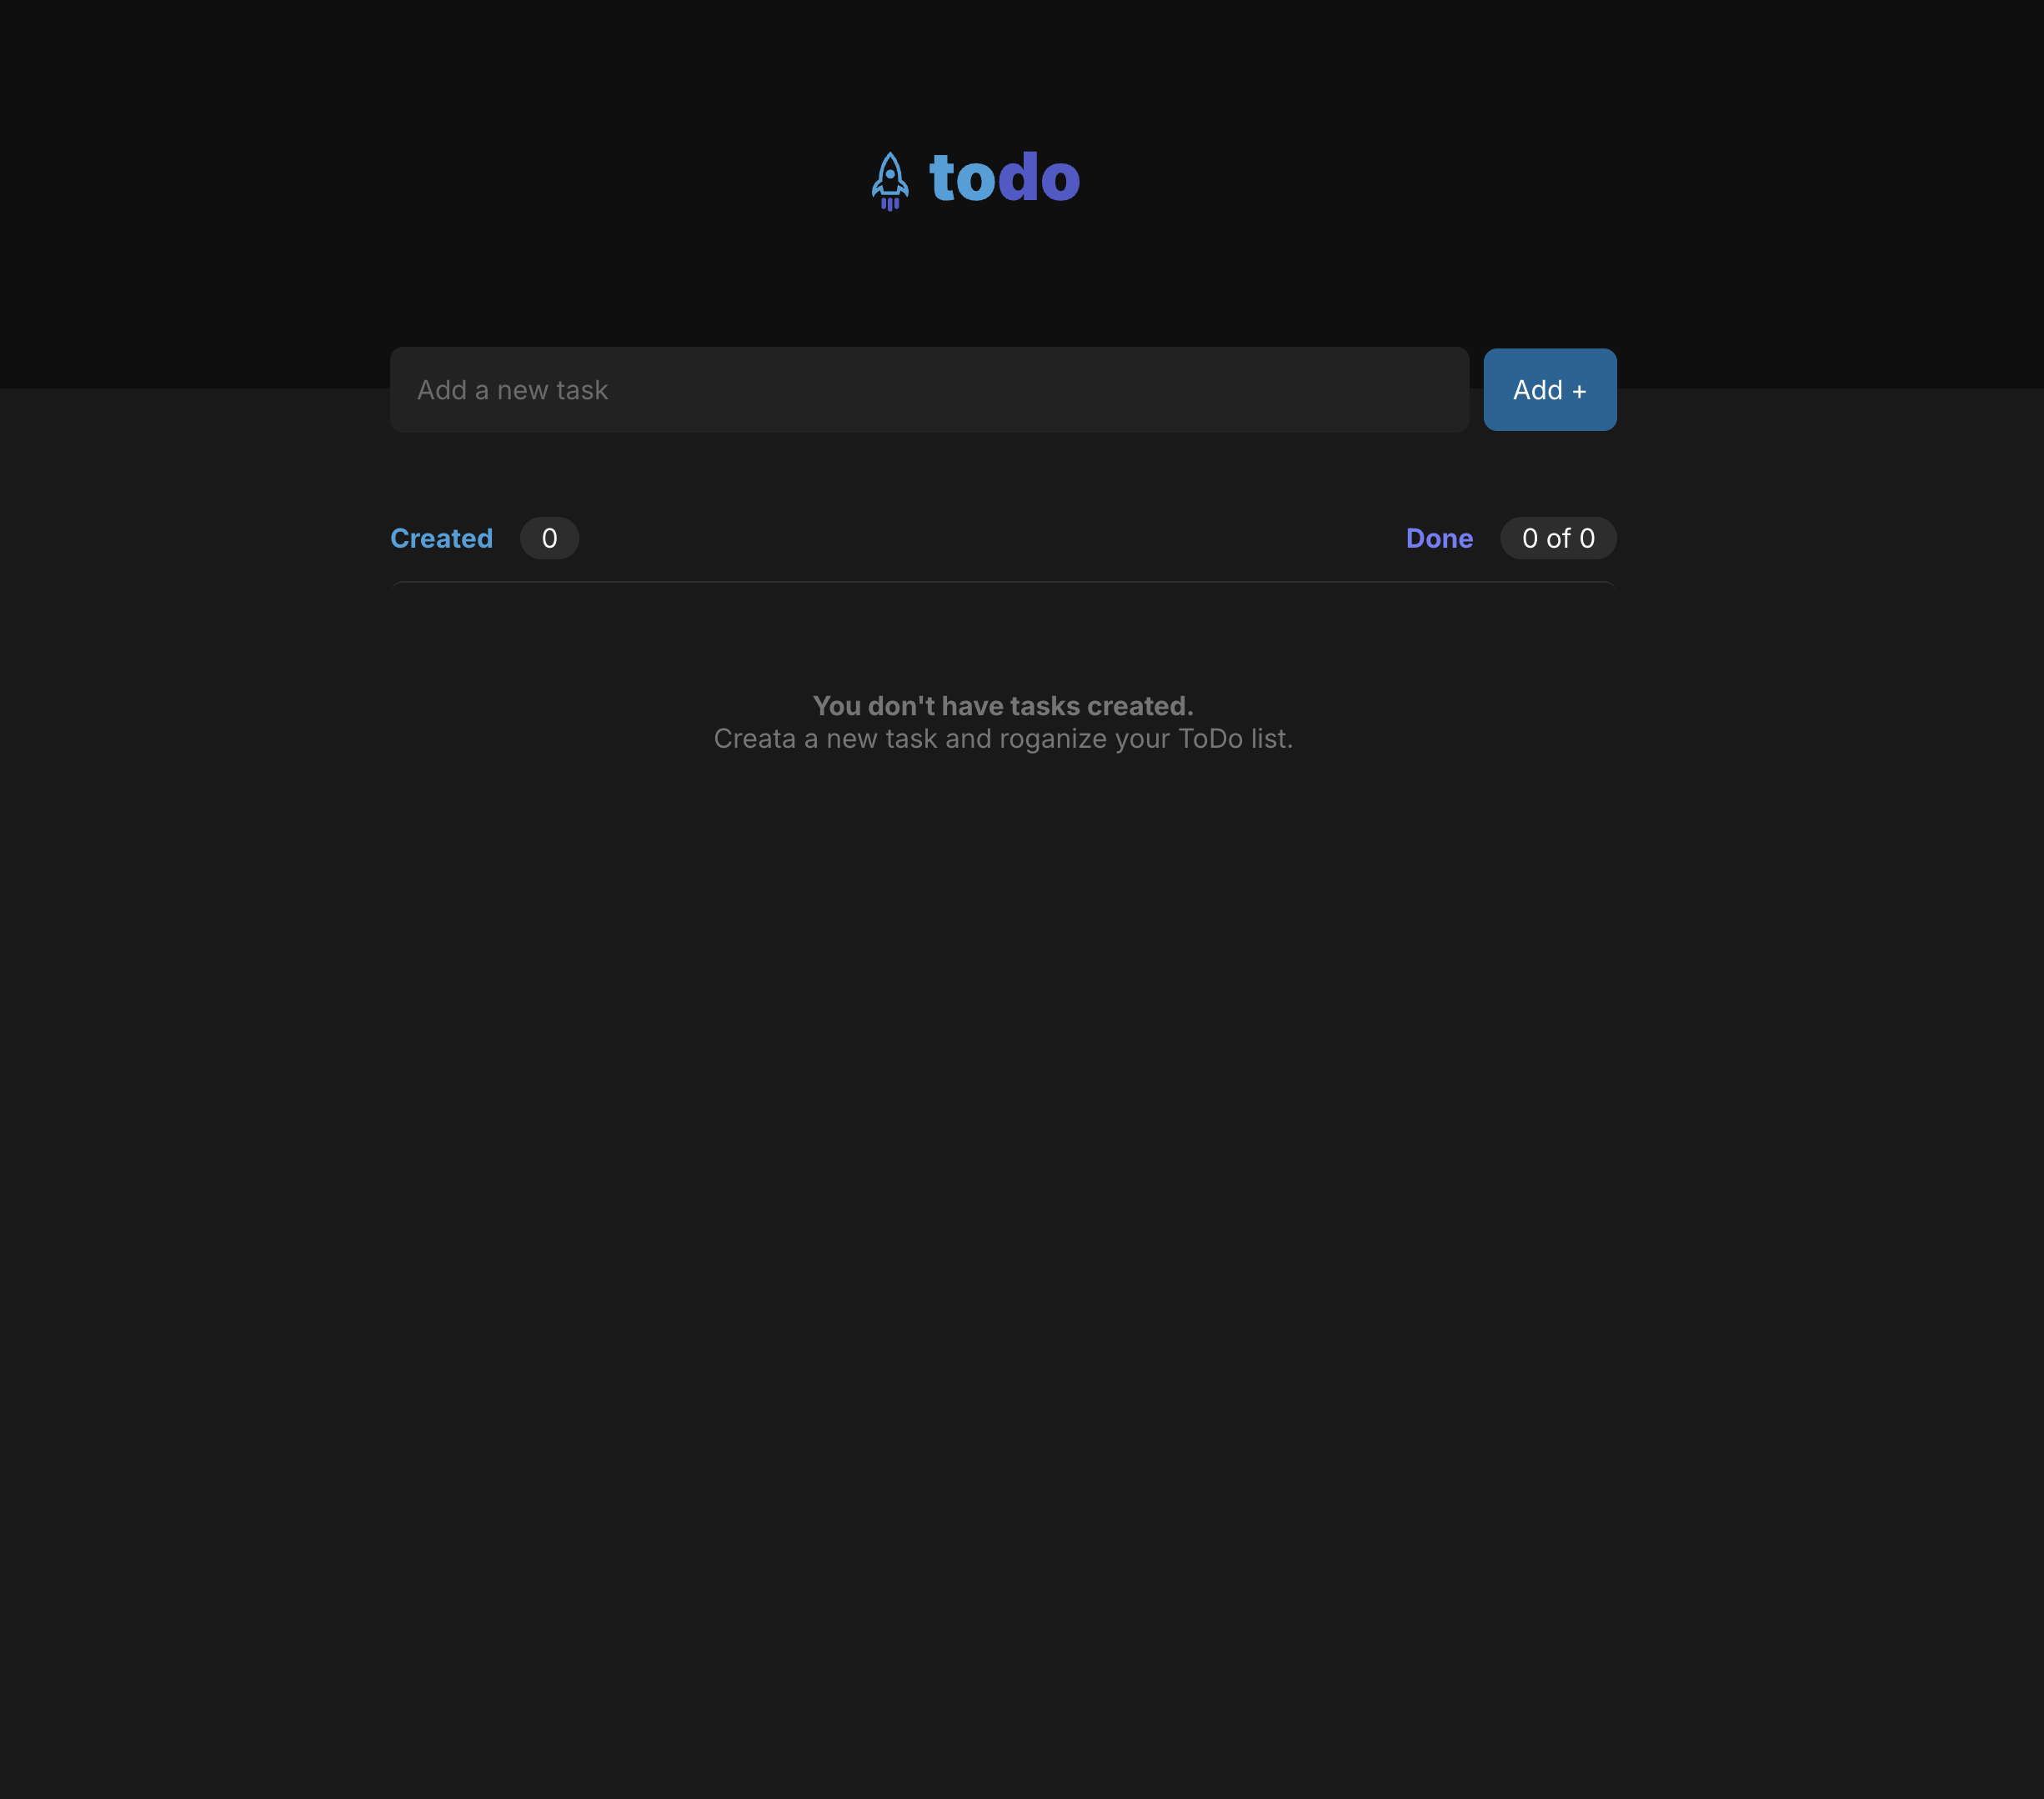 todo
Add a new task
Add +
Created 0
Done 0 of 0
You don't have tasks created.
Creata a new task and roganize your ToDo list.